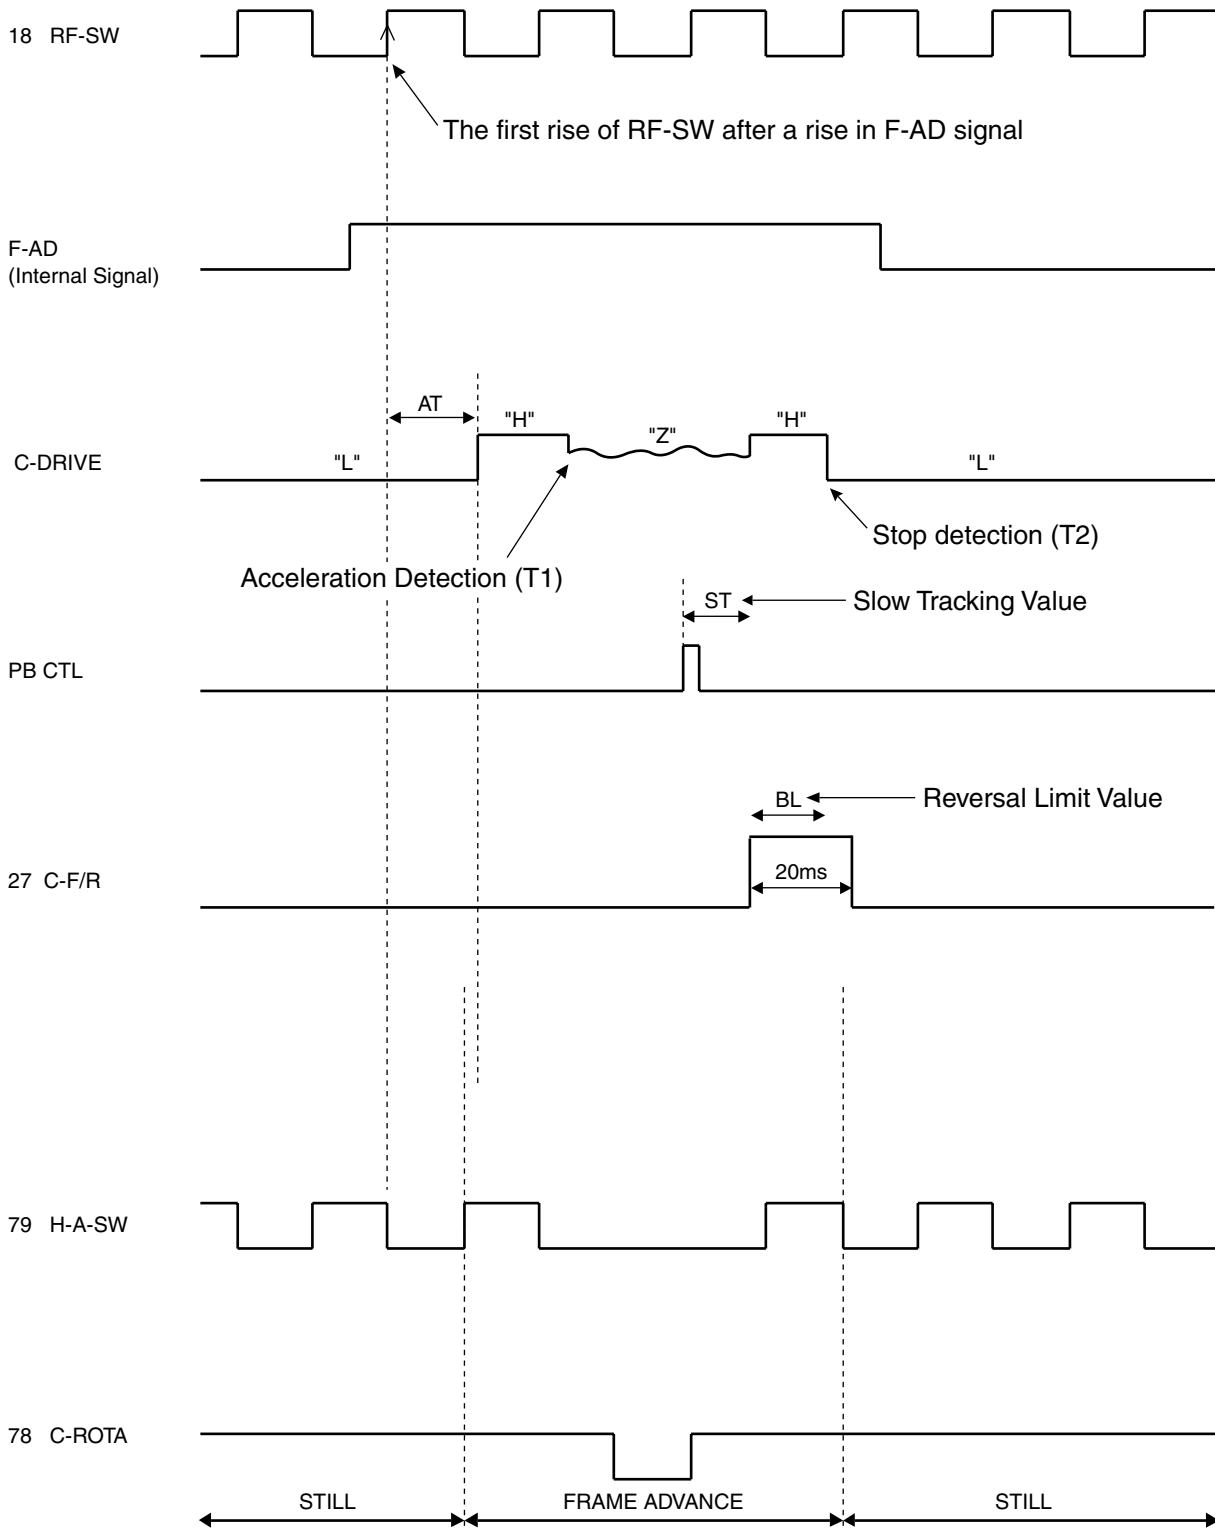 18 RF-SW
The first rise of RF-SW after a rise in F-AD signal
F-AD
(Internal Signal)
AT
"H"
"Z"
"H"
C-DRIVE
"L"
"L"
Stop detection (T2)
Acceleration Detection (T1)
ST
Slow Tracking Value
PB CTL
BL
Reversal Limit Value
27 C-F/R
20ms
79 H-A-SW
78 C-ROTA
STILL
FRAME ADVANCE
STILL